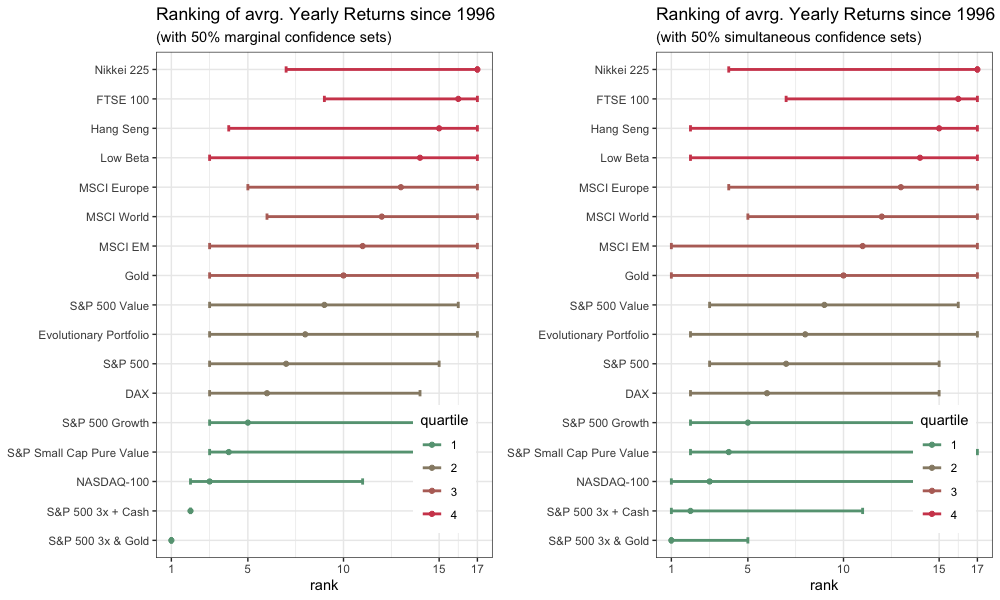 Ranking of avrg. Yearly Returns since 1996
(with 50% marginal confidence sets)
Nikkei 225
FTSE 100
Hang Seng
Low Beta
MSCI Europe
MSCI World
MSCI EM
Gold
S&P 500 Value
Evolutionary Portfolio
S&P 500
DAX
S&P 500 Growth
S&P Small Cap Pure Value
NASDAQ-100
S&P 500 3x + Cash
S&P 500 3x & Gold
quartile
1
2
3
4
1 5 10 15 17
rank
Ranking of avrg. Yearly Returns since 1996
(with 50% simultaneous confidence sets)
Nikkei 225
FTSE 100
Hang Seng
Low Beta
MSCI Europe
MSCI World
MSCI EM
Gold
S&P 500 Value
Evolutionary Portfolio
S&P 500
DAX
S&P 500 Growth
S&P Small Cap Pure Value
NASDAQ-100
S&P 500 3x + Cash
S&P 500 3x & Gold
quartile
1
2
3
4
1 5 10 15 17
rank